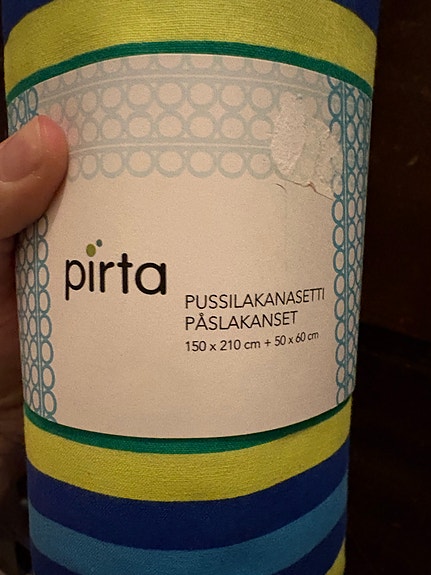 pirta
PUSSILAKANASETTI
PÅSLAKANSET
150 x 210 cm + 50 x 60 cm